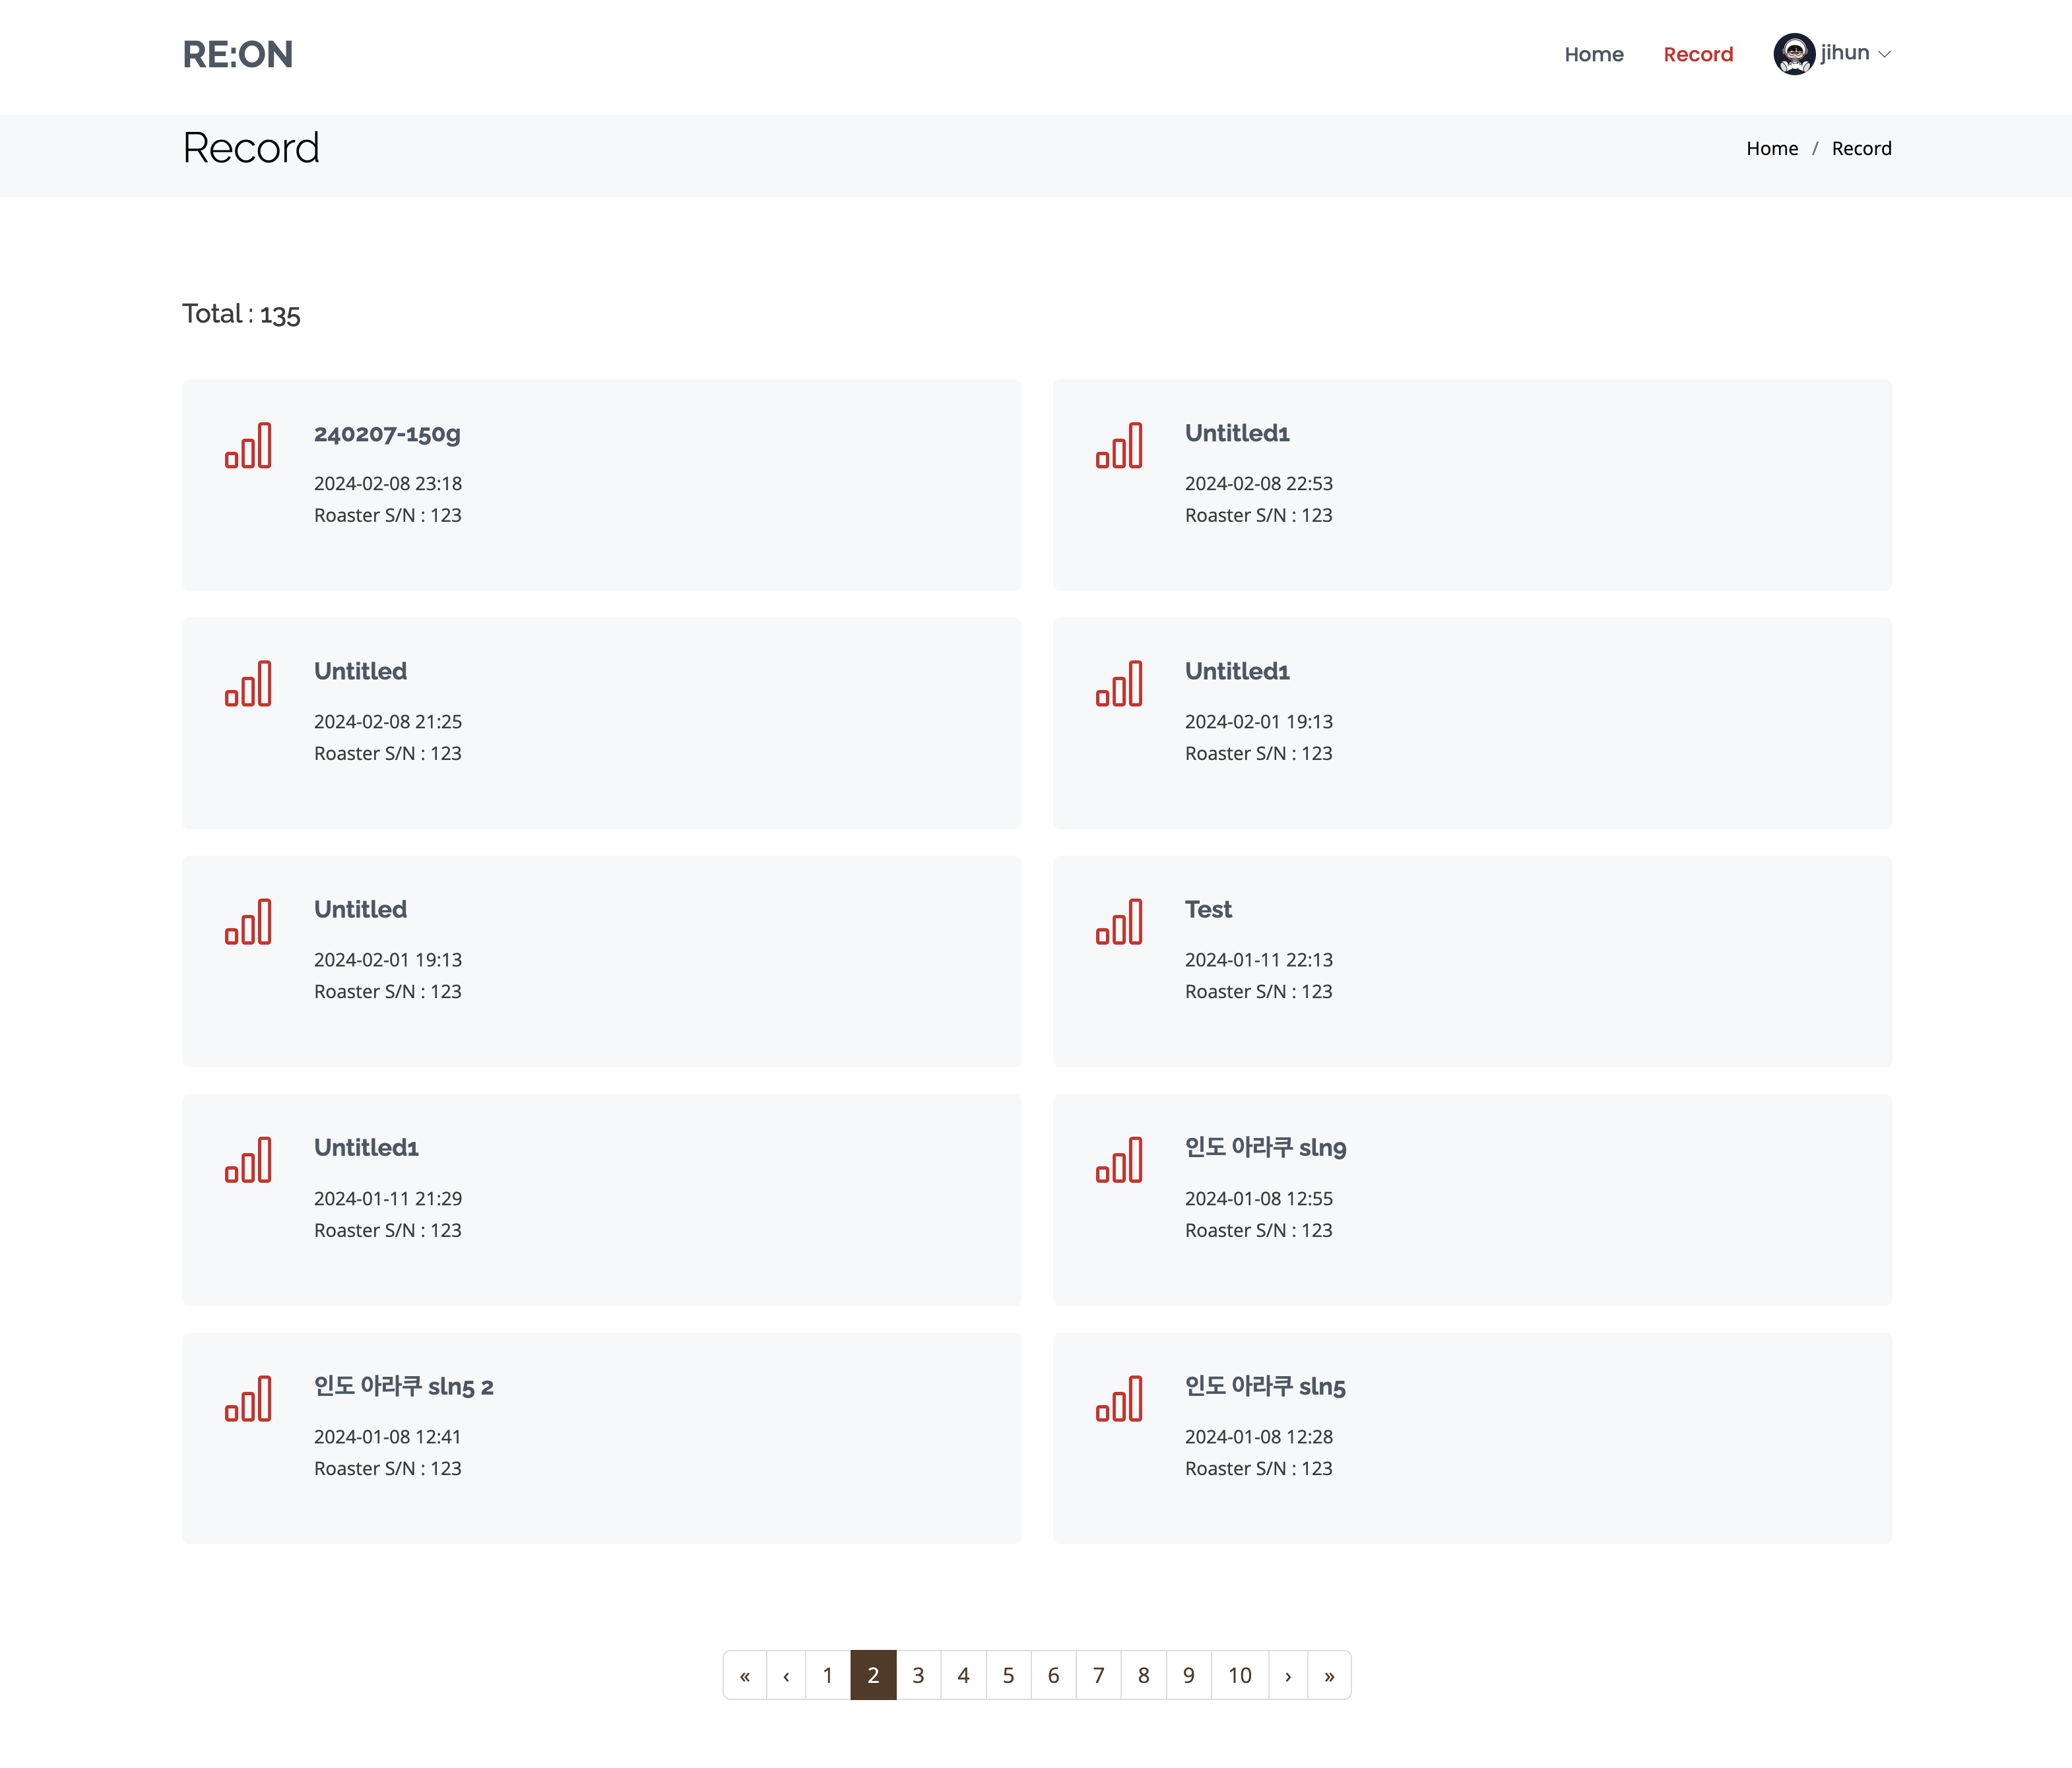 RE:ON
Home
Record
jihun
Record
Home / Record
Total : 135
240207-150g
2024-02-08 23:18
Roaster S/N : 123
Untitled1
2024-02-08 22:53
Roaster S/N : 123
Untitled
2024-02-08 21:25
Roaster S/N : 123
Untitled1
2024-02-01 19:13
Roaster S/N : 123
Untitled
2024-02-01 19:13
Roaster S/N : 123
Test
2024-01-11 22:13
Roaster S/N : 123
Untitled1
2024-01-11 21:29
Roaster S/N : 123
인도 아라쿠 sln9
2024-01-08 12:55
Roaster S/N : 123
인도 아라쿠 sln5 2
2024-01-08 12:41
Roaster S/N : 123
인도 아라쿠 sln5
2024-01-08 12:28
Roaster S/N : 123
« ‹ 1 2 3 4 5 6 7 8 9 10 › »